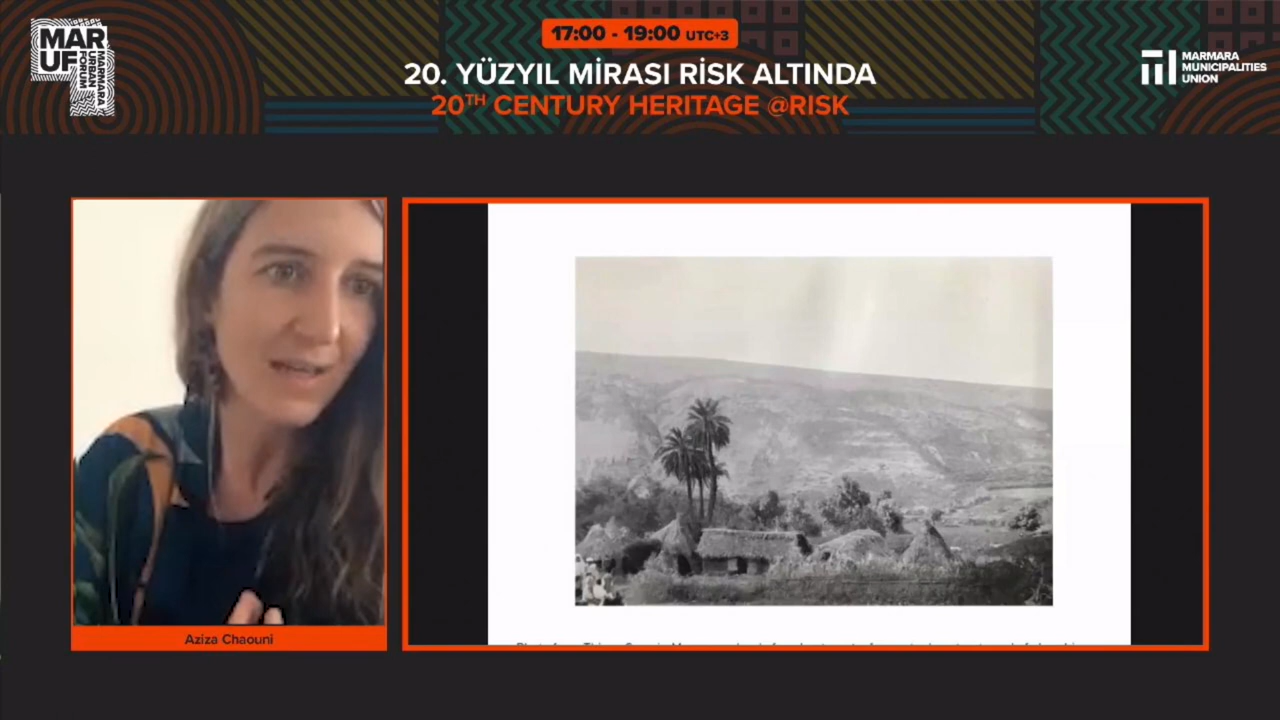 MAR
UF
MARMARA
URBAN
FORUM
17:00 - 19:00 UTC+3
20. YÜZYIL MİRASI RİSK ALTINDA
20TH CENTURY HERITAGE @RISK
MARMARA
MUNICIPALITIES
UNION
Aziza Chaouni